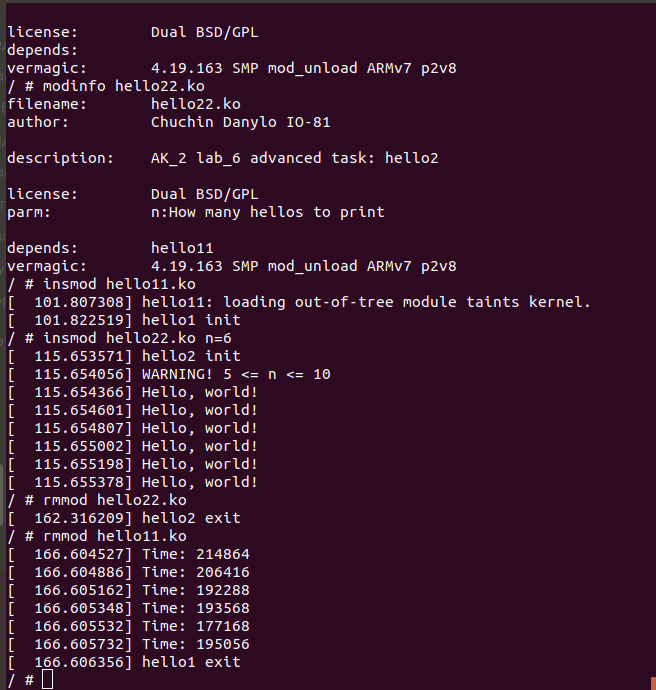 license:        Dual BSD/GPL
depends:
vermagic:       4.19.163 SMP mod_unload ARMv7 p2v8
/ # modinfo hello22.ko
filename:       hello22.ko
author:         Chuchin Danylo IO-81
description:    AK_2 lab_6 advanced task: hello2
license:        Dual BSD/GPL
parm:           n:How many hellos to print
depends:        hello11
vermagic:       4.19.163 SMP mod_unload ARMv7 p2v8
/ # insmod hello11.ko
[  101.807308] hello11: loading out-of-tree module taints kernel.
[  101.822519] hello1 init
/ # insmod hello22.ko n=6
[  115.653571] hello2 init
[  115.654056] WARNING! 5 <= n <= 10
[  115.654366] Hello, world!
[  115.654601] Hello, world!
[  115.654807] Hello, world!
[  115.655002] Hello, world!
[  115.655198] Hello, world!
[  115.655378] Hello, world!
/ # rmmod hello22.ko
[  162.316209] hello2 exit
/ # rmmod hello11.ko
[  166.604527] Time: 214864
[  166.604886] Time: 206416
[  166.605162] Time: 192288
[  166.605348] Time: 193568
[  166.605532] Time: 177168
[  166.605732] Time: 195056
[  166.606356] hello1 exit
/ #